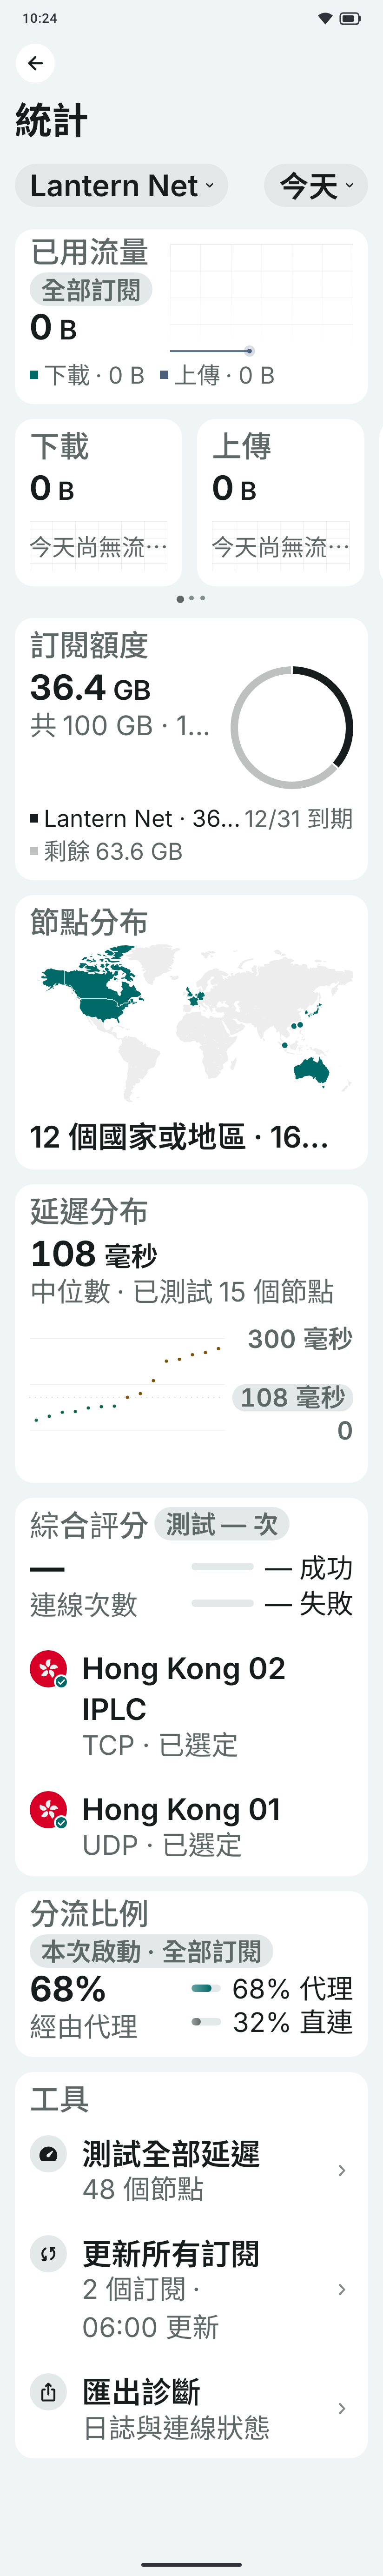 10:24
統計
Lantern Net
今天
已用流量
全部訂閱
0 B
下載 · 0 B
上傳 · 0 B
下載
0 B
今天尚無流…
上傳
0 B
今天尚無流…
訂閱額度
36.4 GB
共 100 GB · 1…
Lantern Net · 36… 12/31 到期
剩餘 63.6 GB
節點分布
12 個國家或地區 · 16…
延遲分布
108 毫秒
中位數 · 已測試 15 個節點
300 毫秒
108 毫秒
0
綜合評分
測試 — 次
—
連線次數
— 成功
— 失敗
Hong Kong 02
IPLC
TCP · 已選定
Hong Kong 01
UDP · 已選定
分流比例
本次啟動 · 全部訂閱
68%
經由代理
68% 代理
32% 直連
工具
測試全部延遲
48 個節點
更新所有訂閱
2 個訂閱 ·
06:00 更新
匯出診斷
日誌與連線狀態